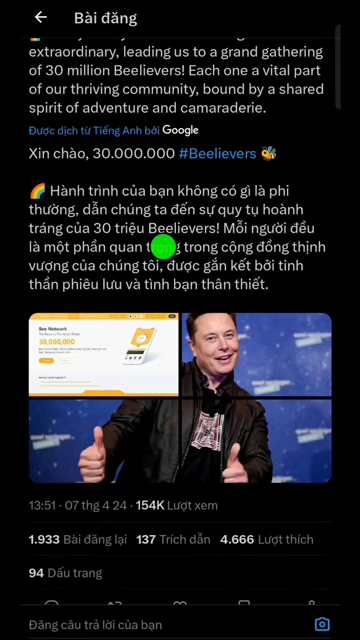 Bài đăng
extraordinary, leading us to a grand gathering
of 30 million Beelievers! Each one a vital part
of our thriving community, bound by a shared
spirit of adventure and camaraderie.
Được dịch từ Tiếng Anh bởi Google
Xin chào, 30.000.000 #Beelievers 🐝
🌈 Hành trình của bạn không có gì là phi
thường, dẫn chúng ta đến sự quy tụ hoành
tráng của 30 triệu Beelievers! Mỗi người đều
là một phần quan trọng trong cộng đồng thịnh
vượng của chúng tôi, được gắn kết bởi tinh
thần phiêu lưu và tình bạn thân thiết.
Bee Network
30,000,000
13:51 · 07 thg 4 24 · 154K Lượt xem
1.933 Bài đăng lại 137 Trích dẫn 4.666 Lượt thích
94 Dấu trang
Đăng câu trả lời của bạn